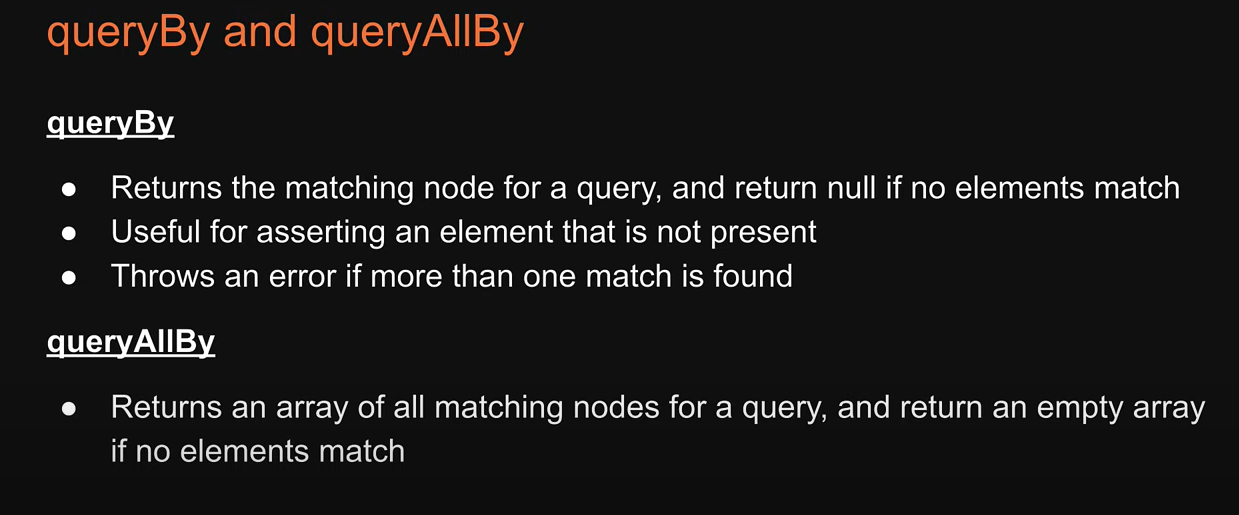 queryBy and queryAllBy
queryBy
● Returns the matching node for a query, and return null if no elements match
● Useful for asserting an element that is not present
● Throws an error if more than one match is found
queryAllBy
● Returns an array of all matching nodes for a query, and return an empty array
if no elements match